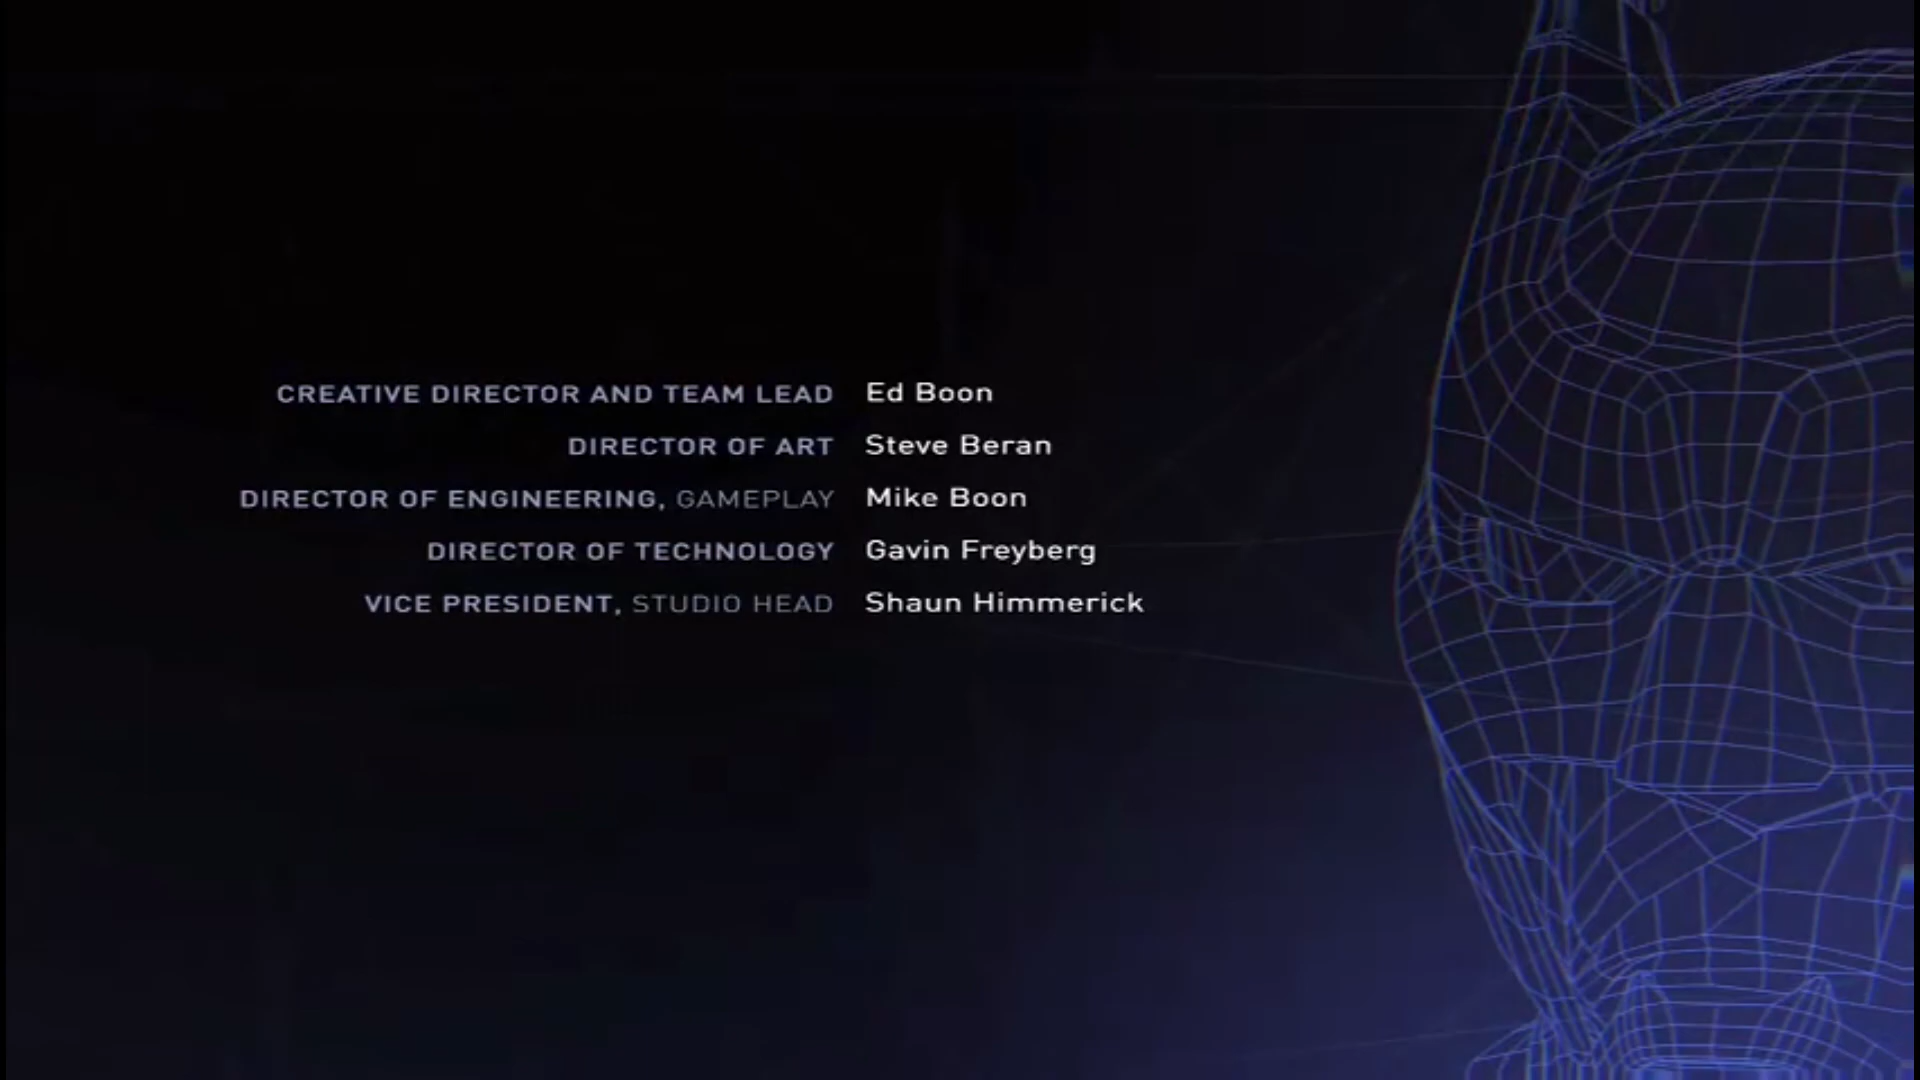 CREATIVE DIRECTOR AND TEAM LEAD Ed Boon
DIRECTOR OF ART Steve Beran
DIRECTOR OF ENGINEERING, GAMEPLAY Mike Boon
DIRECTOR OF TECHNOLOGY Gavin Freyberg
VICE PRESIDENT, STUDIO HEAD Shaun Himmerick